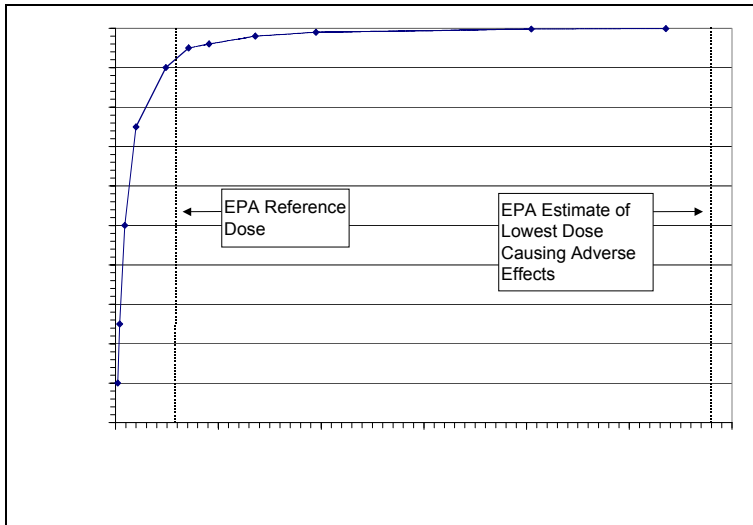 EPA Reference
Dose
EPA Estimate of
Lowest Dose
Causing Adverse
Effects